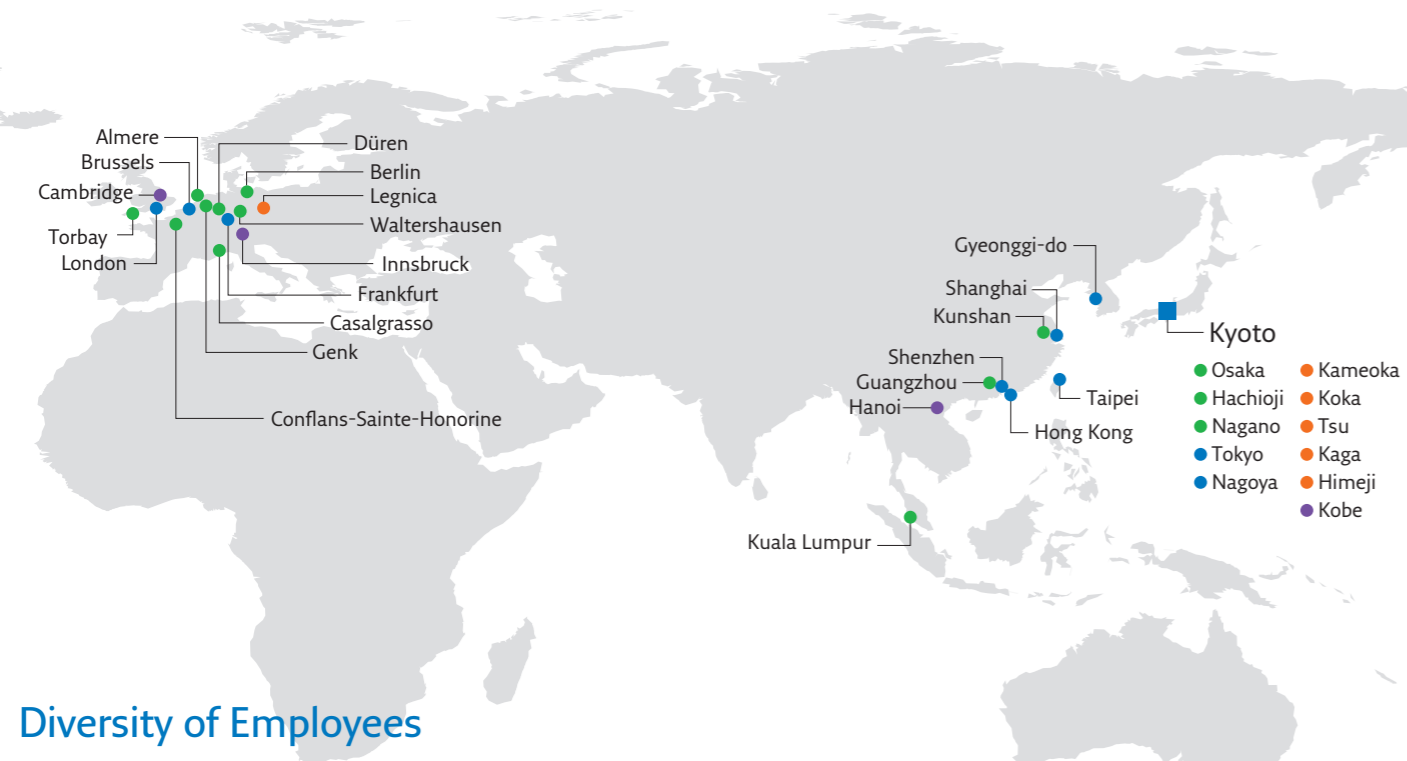 Almere
Brussels
Cambridge
Torbay
London
Düren
Berlin
Legnica
Waltershausen
Innsbruck
Frankfurt
Casalgrasso
Genk
Conflans-Sainte-Honorine
Gyeonggi-do
Shanghai
Kunshan
Shenzhen
Guangzhou
Hanoi
Taipei
Hong Kong
Kuala Lumpur
Kyoto
Osaka
Hachioji
Nagano
Tokyo
Nagoya
Kameoka
Koka
Tsu
Kaga
Himeji
Kobe
Diversity of Employees